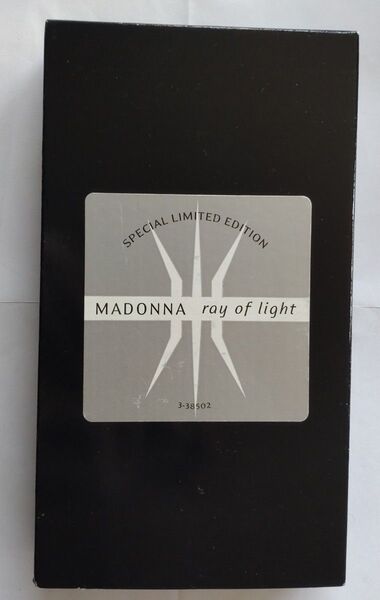 SPECIAL LIMITED EDITION
MADONNA ray of light
3-38502